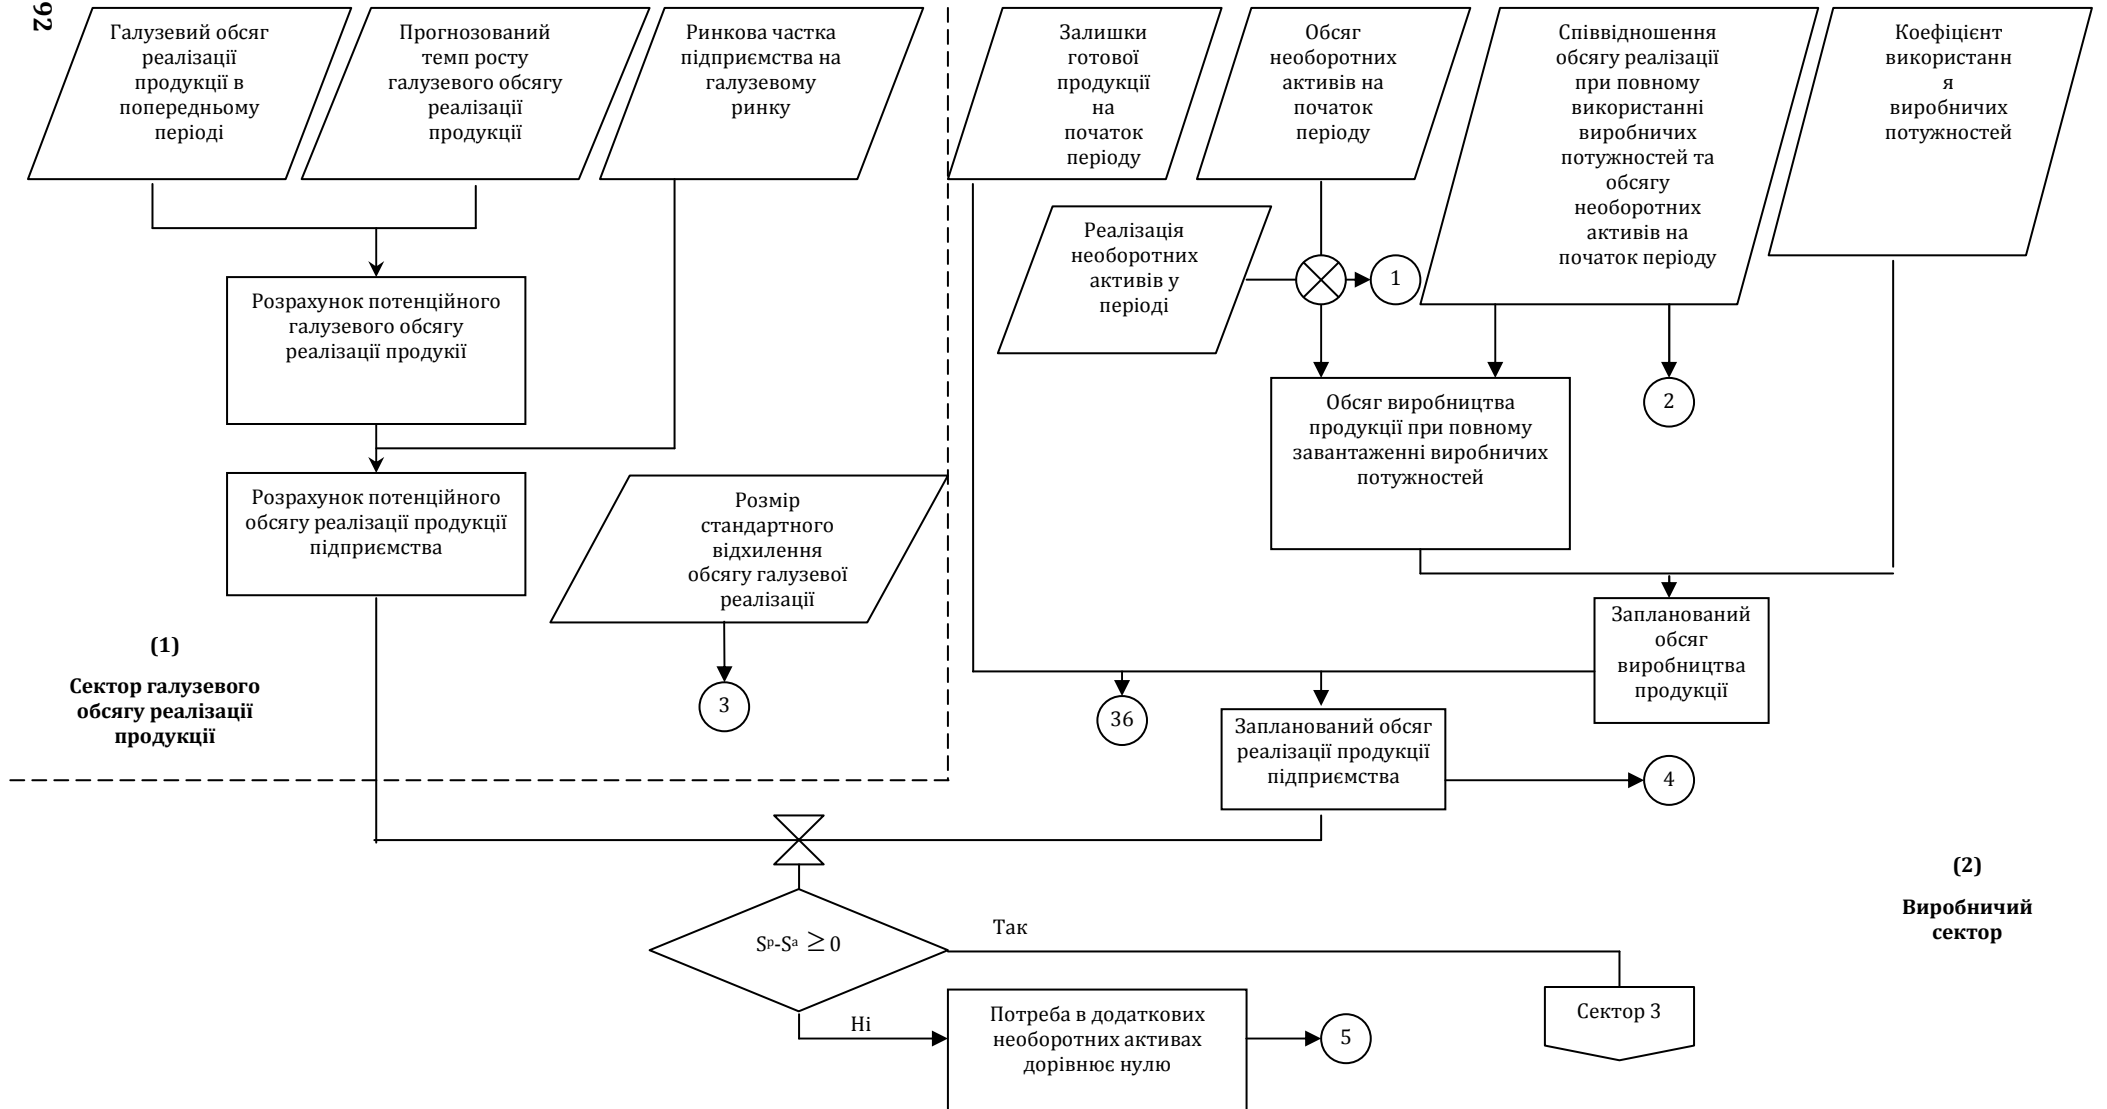 92
Галузевий обсяг
реалізації
продукції в
попередньому
періоді
Прогнозований
темп росту
галузевого обсягу
реалізації
продукції
Ринкова частка
підприємства на
галузевому
ринку
Залишки
готової
продукції
на
початок
періоду
Обсяг
необоротних
активів на
початок
періоду
Співвідношення
обсягу реалізації
при повному
використанні
виробничих
потужностей та
обсягу
необоротних
активів на
початок періоду
Коефіцієнт
використанн
я
виробничих
потужностей
Реалізація
необоротних
активів у
періоді
1
Розрахунок потенційного
галузевого обсягу
реалізації продукії
Обсяг виробництва
продукції при повному
завантаженні виробничих
потужностей
2
Розрахунок потенційного
обсягу реалізації продукції
підприємства
Розмір
стандартного
відхилення
обсягу галузевої
реалізації
Запланований
обсяг
виробництва
продукції
(1)
Сектор галузевого
обсягу реалізації
продукції
3
36
Запланований обсяг
реалізації продукції
підприємства
4
(2)
Виробничий
сектор
Sᵖ-Sᵃ ≥ 0
Так
Сектор 3
Ні
Потреба в додаткових
необоротних активах
дорівнює нулю
5